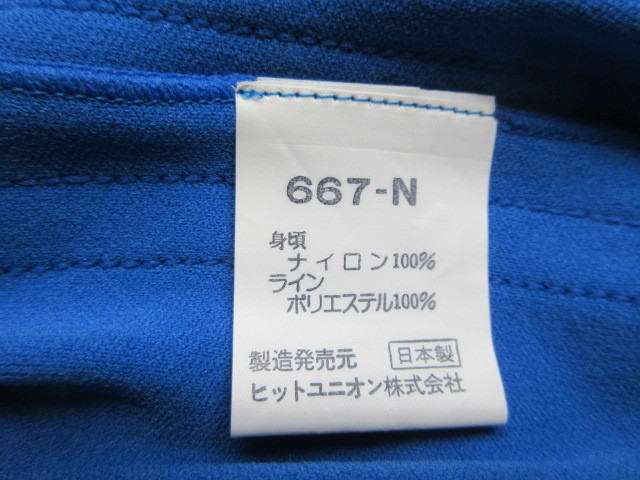 667-N
身頃
ナイロン100%
ライン
ポリエステル100%
製造発売元 日本製
ヒットユニオン株式会社